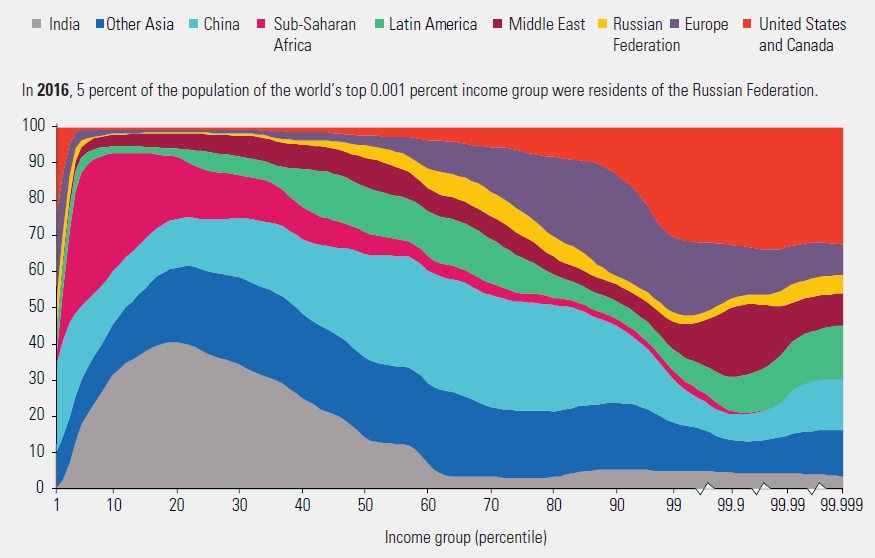 India Other Asia China Sub-Saharan Latin America Middle East Russian Europe United States
Africa Federation and Canada
In 2016, 5 percent of the population of the world’s top 0.001 percent income group were residents of the Russian Federation.
100
90
80
70
60
50
40
30
20
10
0
1 10 20 30 40 50 60 70 80 90 99 99.9 99.99 99.999
Income group (percentile)